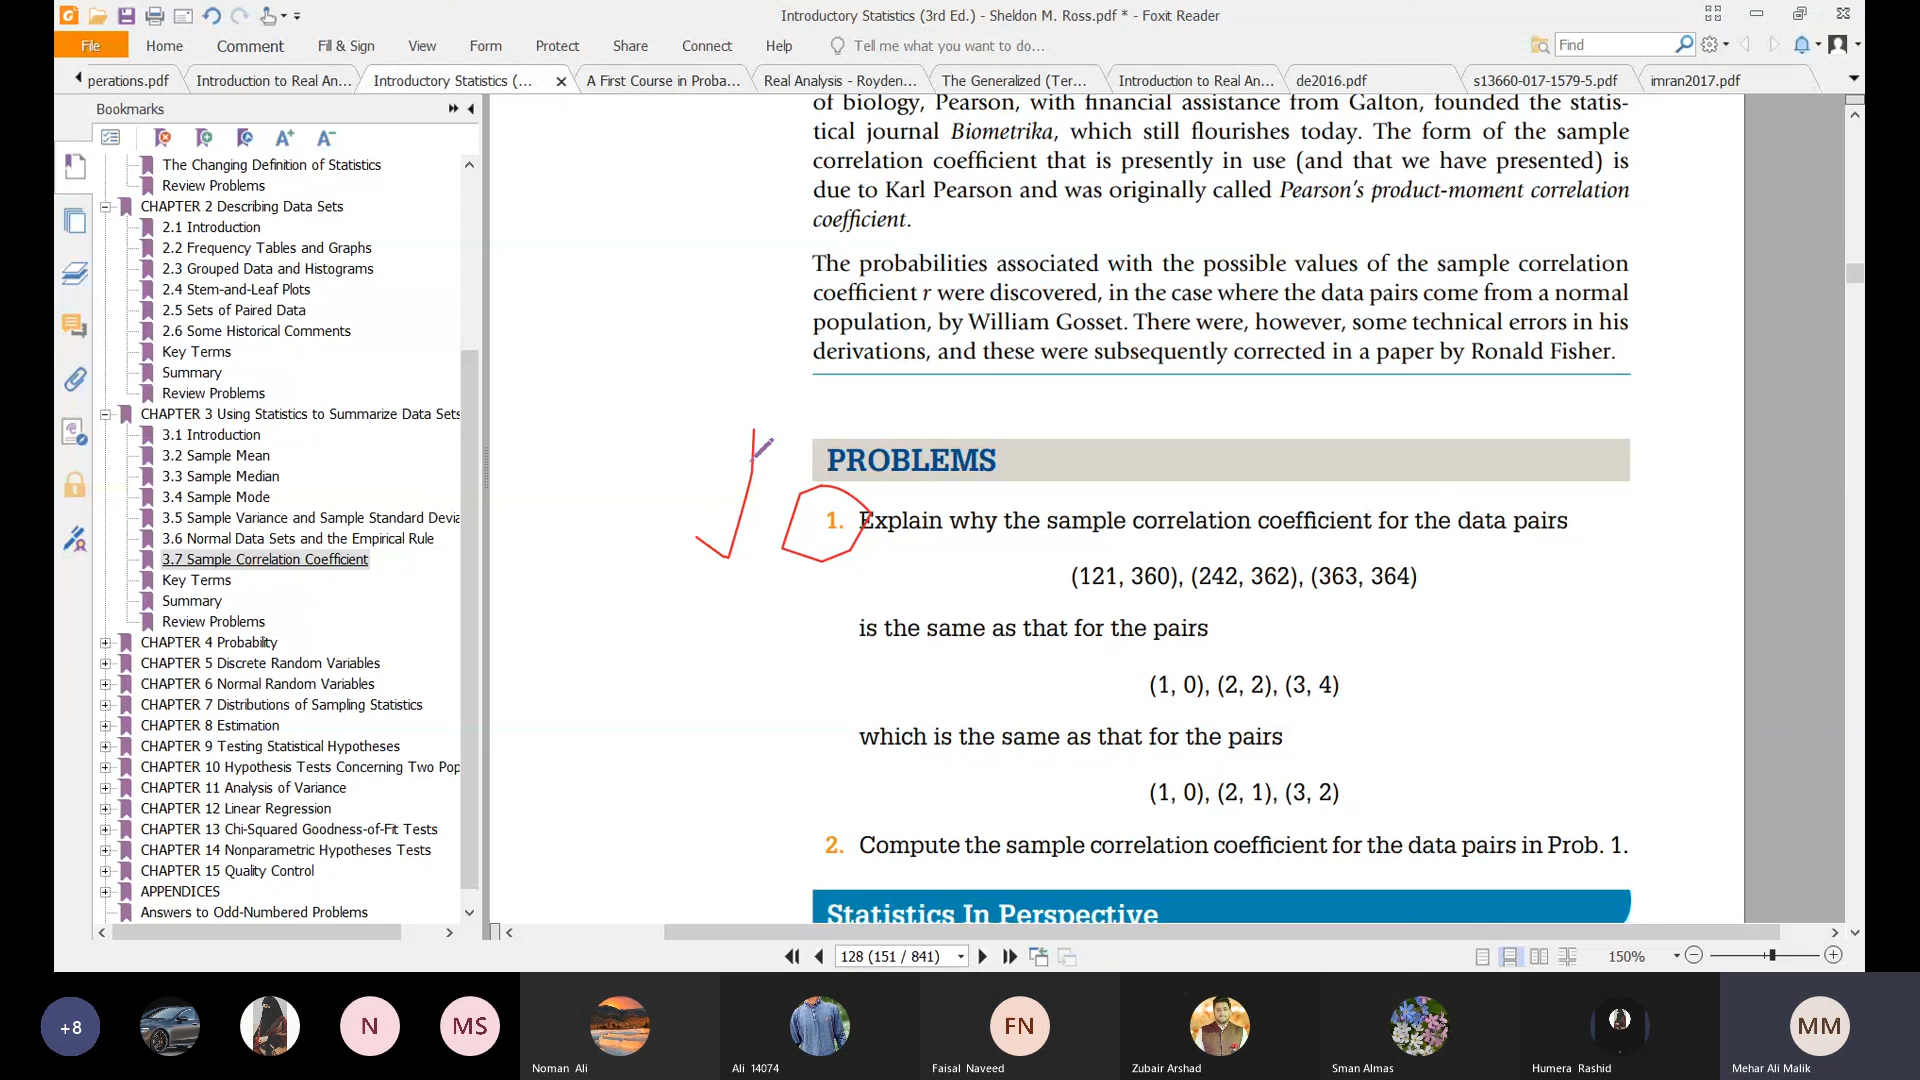 Introductory Statistics (3rd Ed.) - Sheldon M. Ross.pdf * - Foxit Reader
File Home Comment Fill & Sign View Form Protect Share Connect Help Tell me what you want to do... Find
perations.pdf Introduction to Real An... Introductory Statistics (... A First Course in Proba... Real Analysis - Royden... The Generalized (Ter... Introduction to Real An... de2016.pdf s13660-017-1579-5.pdf imran2017.pdf
Bookmarks
The Changing Definition of Statistics
Review Problems
CHAPTER 2 Describing Data Sets
2.1 Introduction
2.2 Frequency Tables and Graphs
2.3 Grouped Data and Histograms
2.4 Stem-and-Leaf Plots
2.5 Sets of Paired Data
2.6 Some Historical Comments
Key Terms
Summary
Review Problems
CHAPTER 3 Using Statistics to Summarize Data Sets
3.1 Introduction
3.2 Sample Mean
3.3 Sample Median
3.4 Sample Mode
3.5 Sample Variance and Sample Standard Devia
3.6 Normal Data Sets and the Empirical Rule
3.7 Sample Correlation Coefficient
Key Terms
Summary
Review Problems
CHAPTER 4 Probability
CHAPTER 5 Discrete Random Variables
CHAPTER 6 Normal Random Variables
CHAPTER 7 Distributions of Sampling Statistics
CHAPTER 8 Estimation
CHAPTER 9 Testing Statistical Hypotheses
CHAPTER 10 Hypothesis Tests Concerning Two Pop
CHAPTER 11 Analysis of Variance
CHAPTER 12 Linear Regression
CHAPTER 13 Chi-Squared Goodness-of-Fit Tests
CHAPTER 14 Nonparametric Hypotheses Tests
CHAPTER 15 Quality Control
APPENDICES
Answers to Odd-Numbered Problems
of biology, Pearson, with financial assistance from Galton, founded the statis-
tical journal Biometrika, which still flourishes today. The form of the sample
correlation coefficient that is presently in use (and that we have presented) is
due to Karl Pearson and was originally called Pearson's product-moment correlation
coefficient.
The probabilities associated with the possible values of the sample correlation
coefficient r were discovered, in the case where the data pairs come from a normal
population, by William Gosset. There were, however, some technical errors in his
derivations, and these were subsequently corrected in a paper by Ronald Fisher.
PROBLEMS
1. Explain why the sample correlation coefficient for the data pairs
(121, 360), (242, 362), (363, 364)
is the same as that for the pairs
(1, 0), (2, 2), (3, 4)
which is the same as that for the pairs
(1, 0), (2, 1), (3, 2)
2. Compute the sample correlation coefficient for the data pairs in Prob. 1.
Statistics In Perspective
128 (151 / 841) 150%
+8 N MS FN MM
Noman Ali Ali 14074 Faisal Naveed Zubair Arshad Sman Almas Humera Rashid Mehar Ali Malik